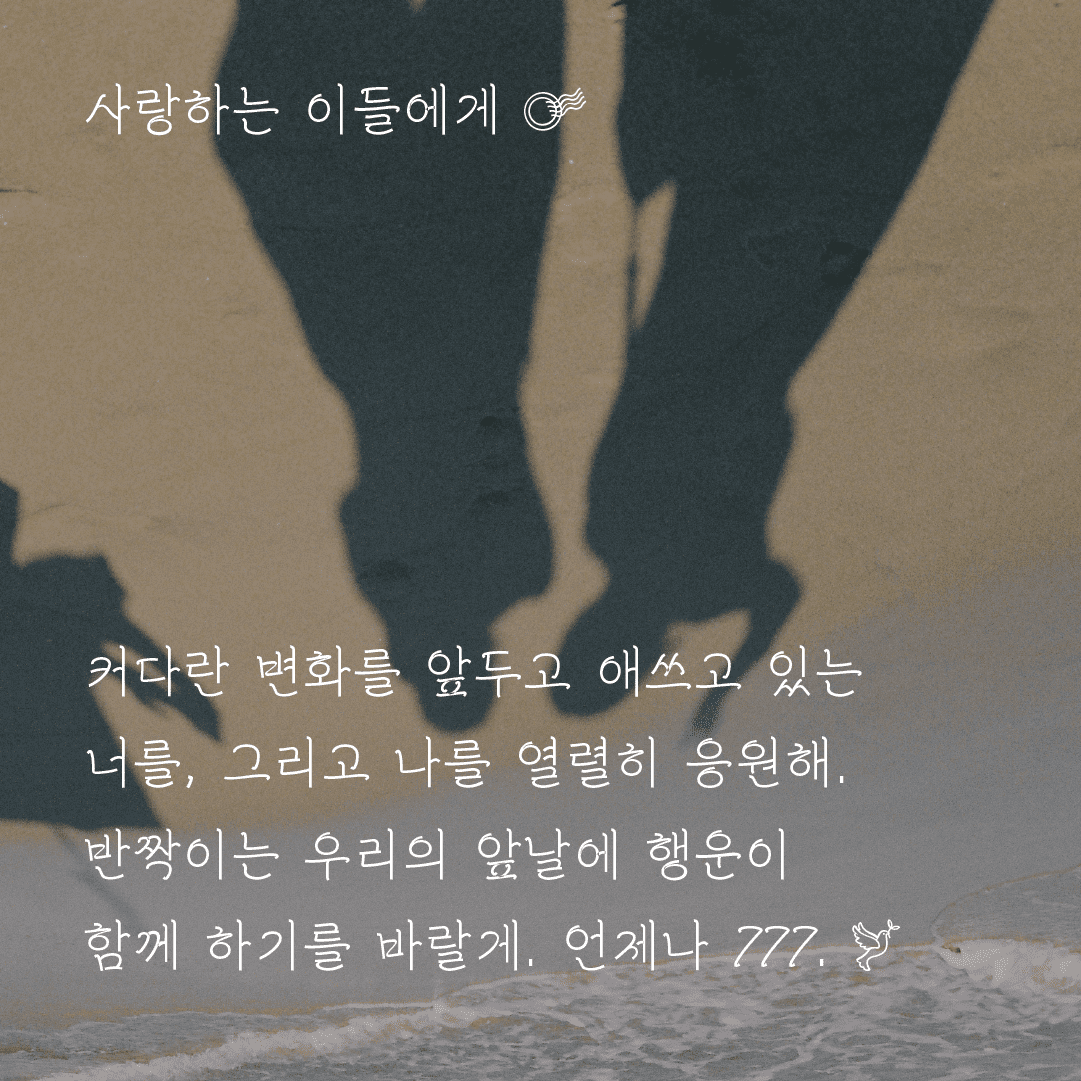 사랑하는 이들에게
커다란 변화를 앞두고 애쓰고 있는
너를, 그리고 나를 열렬히 응원해.
반짝이는 우리의 앞날에 행운이
함께 하기를 바랄게. 언제나 777.